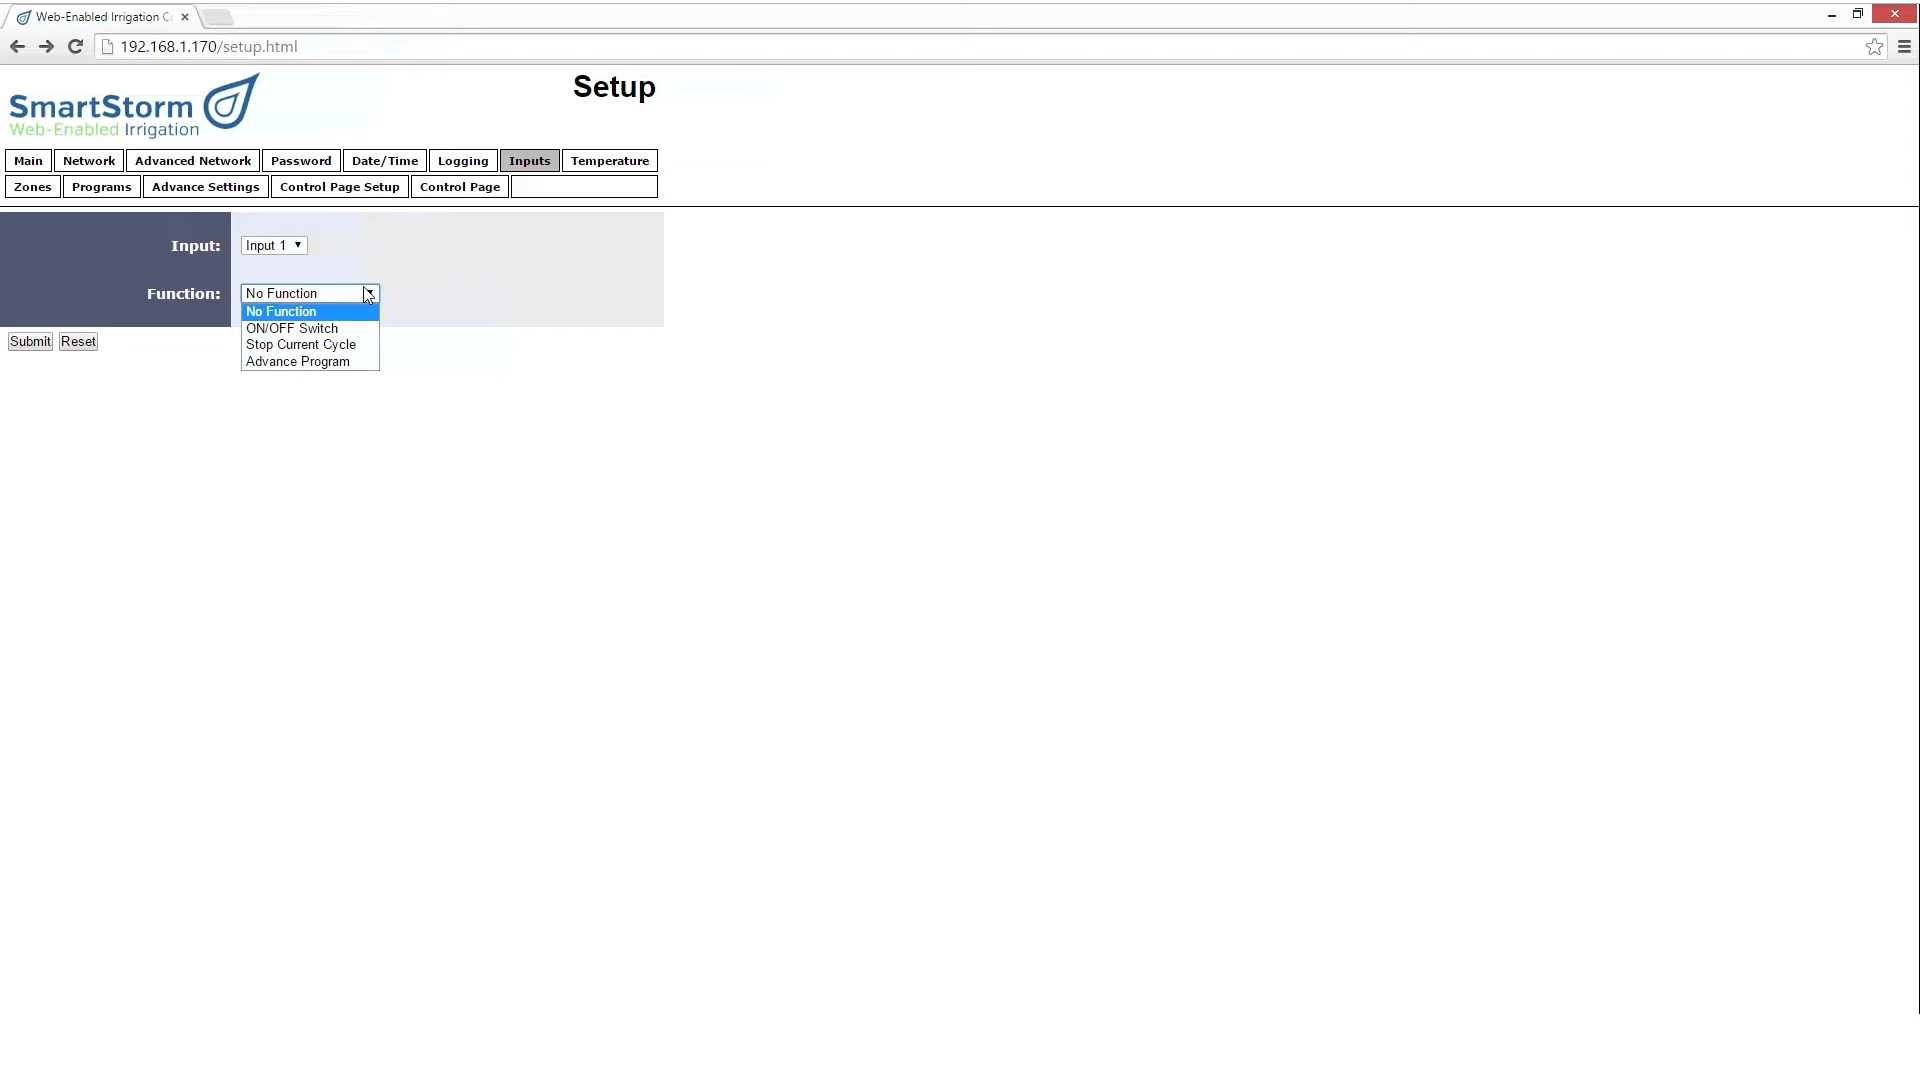 Web-Enabled Irrigation Co
192.168.1.170/setup.html
SmartStorm
Web-Enabled Irrigation
Setup
Main Network Advanced Network Password Date/Time Logging Inputs Temperature
Zones Programs Advance Settings Control Page Setup Control Page
Input: Input 1
Function: No Function
No Function
ON/OFF Switch
Stop Current Cycle
Advance Program
Submit Reset